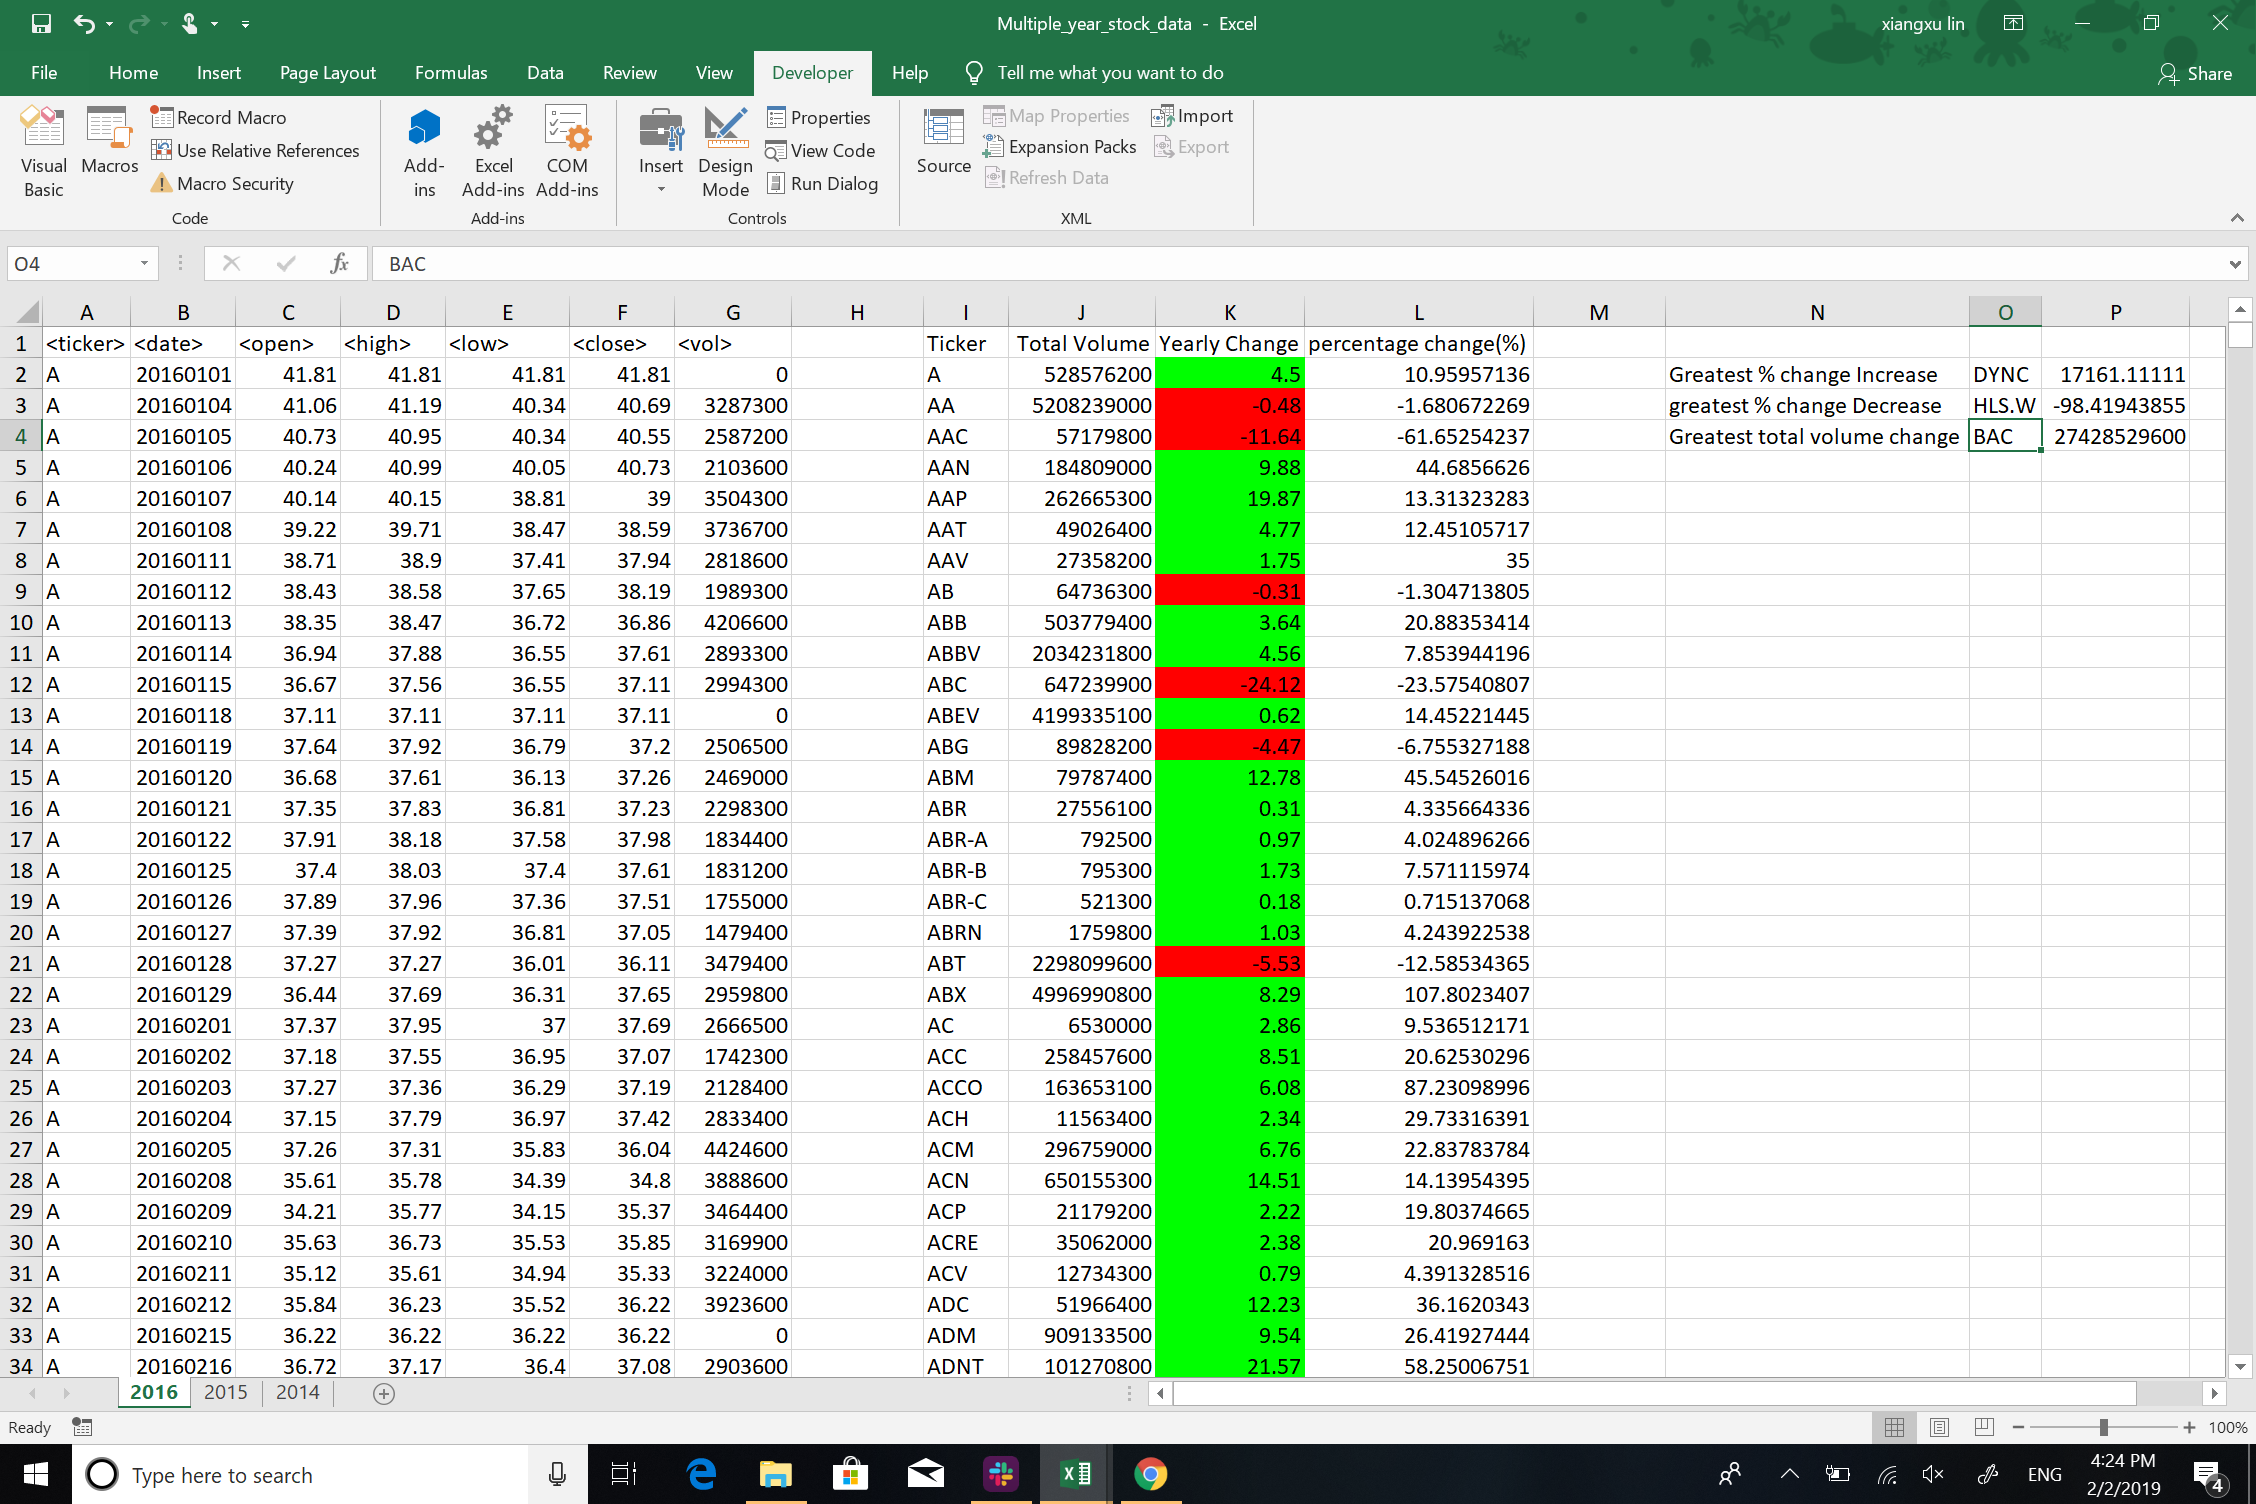 Multiple_year_stock_data - Excel
xiangxu lin
File Home Insert Page Layout Formulas Data Review View Developer Help Tell me what you want to do Share
Visual Basic
Macros
Record Macro
Use Relative References
Macro Security
Code
Add-ins
Excel Add-ins
COM Add-ins
Add-ins
Insert
Design Mode
Properties
View Code
Run Dialog
Controls
Source
Map Properties
Expansion Packs
Refresh Data
Import
Export
XML
O4 fx BAC
A B C D E F G H I J K L M N O P
1 <ticker> <date> <open> <high> <low> <close> <vol> Ticker Total Volume Yearly Change percentage change(%)
2 A 20160101 41.81 41.81 41.81 41.81 0 A 528576200 4.5 10.95957136 Greatest % change Increase DYNC 17161.11111
3 A 20160104 41.06 41.19 40.34 40.69 3287300 AA 5208239000 -0.48 -1.680672269 greatest % change Decrease HLS.W -98.41943855
4 A 20160105 40.73 40.95 40.34 40.55 2587200 AAC 57179800 -11.64 -61.65254237 Greatest total volume change BAC 27428529600
5 A 20160106 40.24 40.99 40.05 40.73 2103600 AAN 184809000 9.88 44.6856626
6 A 20160107 40.14 40.15 38.81 39 3504300 AAP 262665300 19.87 13.31323283
7 A 20160108 39.22 39.71 38.47 38.59 3736700 AAT 49026400 4.77 12.45105717
8 A 20160111 38.71 38.9 37.41 37.94 2818600 AAV 27358200 1.75 35
9 A 20160112 38.43 38.58 37.65 38.19 1989300 AB 64736300 -0.31 -1.304713805
10 A 20160113 38.35 38.47 36.72 36.86 4206600 ABB 503779400 3.64 20.88353414
11 A 20160114 36.94 37.88 36.55 37.61 2893300 ABBV 2034231800 4.56 7.853944196
12 A 20160115 36.67 37.56 36.55 37.11 2994300 ABC 647239900 -24.12 -23.57540807
13 A 20160118 37.11 37.11 37.11 37.11 0 ABEV 4199335100 0.62 14.45221445
14 A 20160119 37.64 37.92 36.79 37.2 2506500 ABG 89828200 -4.47 -6.755327188
15 A 20160120 36.68 37.61 36.13 37.26 2469000 ABM 79787400 12.78 45.54526016
16 A 20160121 37.35 37.83 36.81 37.23 2298300 ABR 27556100 0.31 4.335664336
17 A 20160122 37.91 38.18 37.58 37.98 1834400 ABR-A 792500 0.97 4.024896266
18 A 20160125 37.4 38.03 37.4 37.61 1831200 ABR-B 795300 1.73 7.571115974
19 A 20160126 37.89 37.96 37.36 37.51 1755000 ABR-C 521300 0.18 0.715137068
20 A 20160127 37.39 37.92 36.81 37.05 1479400 ABRN 1759800 1.03 4.243922538
21 A 20160128 37.27 37.27 36.01 36.11 3479400 ABT 2298099600 -5.53 -12.58534365
22 A 20160129 36.44 37.69 36.31 37.65 2959800 ABX 4996990800 8.29 107.8023407
23 A 20160201 37.37 37.95 37 37.69 2666500 AC 6530000 2.86 9.536512171
24 A 20160202 37.18 37.55 36.95 37.07 1742300 ACC 258457600 8.51 20.62530296
25 A 20160203 37.27 37.36 36.29 37.19 2128400 ACCO 163653100 6.08 87.23098996
26 A 20160204 37.15 37.79 36.97 37.42 2833400 ACH 11563400 2.34 29.73316391
27 A 20160205 37.26 37.31 35.83 36.04 4424600 ACM 296759000 6.76 22.83783784
28 A 20160208 35.61 35.78 34.39 34.8 3888600 ACN 650155300 14.51 14.13954395
29 A 20160209 34.21 35.77 34.15 35.37 3464400 ACP 21179200 2.22 19.80374665
30 A 20160210 35.63 36.73 35.53 35.85 3169900 ACRE 35062000 2.38 20.969163
31 A 20160211 35.12 35.61 34.94 35.33 3224000 ACV 12734300 0.79 4.391328516
32 A 20160212 35.84 36.23 35.52 36.22 3923600 ADC 51966400 12.23 36.1620343
33 A 20160215 36.22 36.22 36.22 36.22 0 ADM 909133500 9.54 26.41927444
34 A 20160216 36.72 37.17 36.4 37.08 2903600 ADNT 101270800 21.57 58.25006751
2016 2015 2014
Ready 100%
Type here to search
ENG
4:24 PM
2/2/2019
4